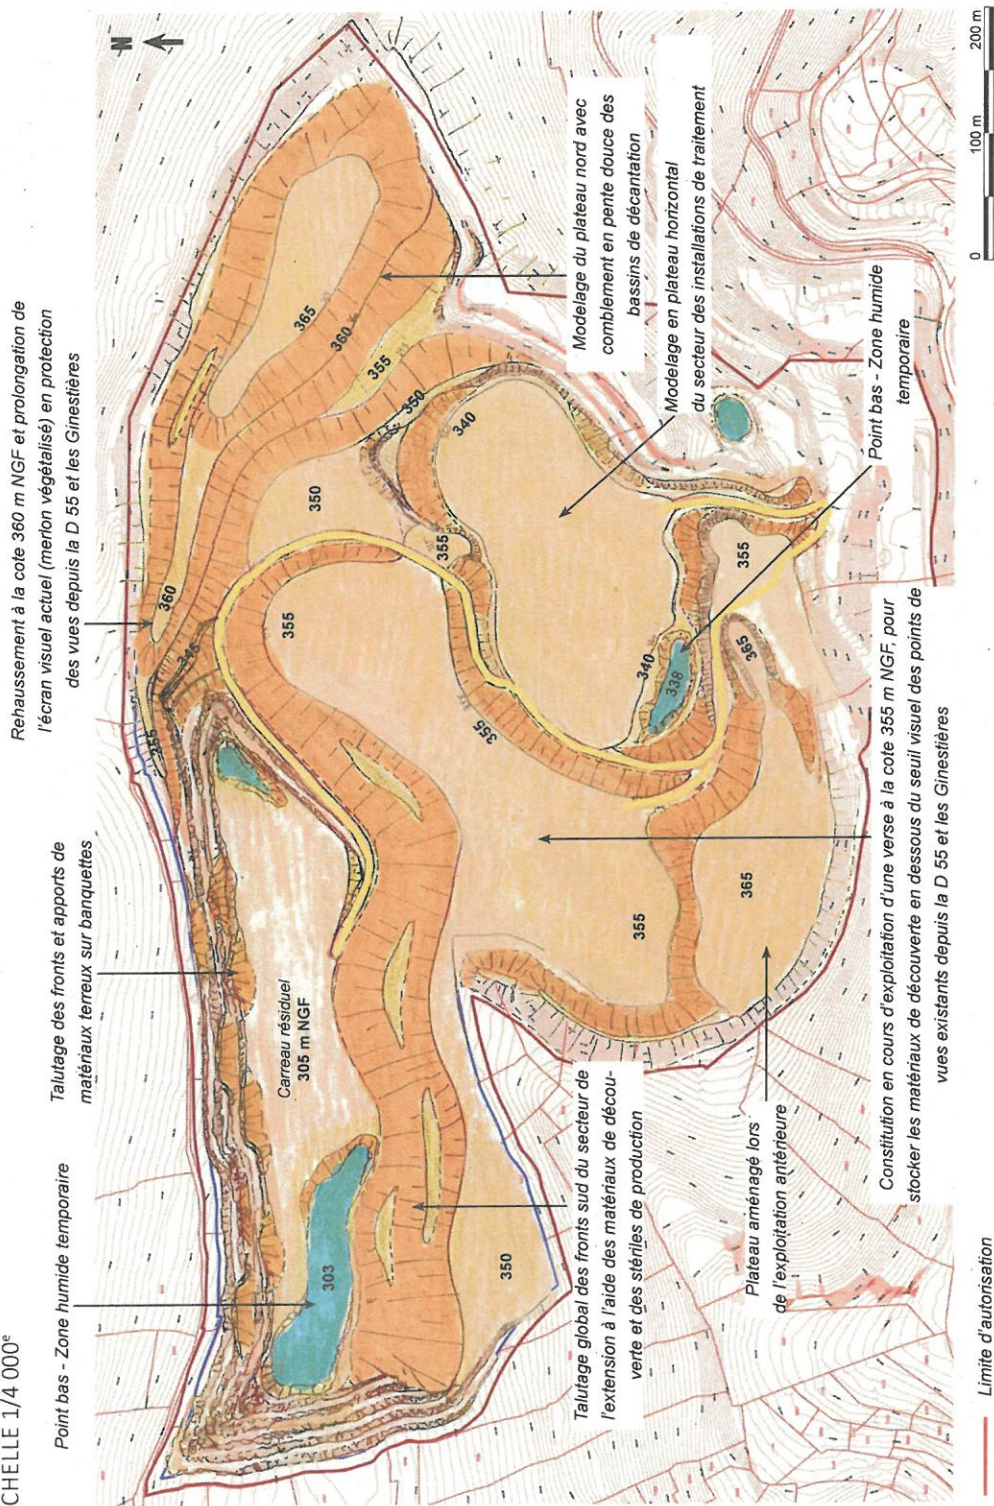 CHELLE 1/4 000e
Point bas - Zone humide temporaire
Talutage des fronts et apports de
matériaux terreux sur banquettes
Rehaussement à la cote 360 m NGF et prolongation de
l'écran visuel actuel (merlon végétalisé) en protection
des vues depuis la D 55 et les Ginestières
N
303
Carreau résiduel
305 m NGF
355
345
360
365
360
355
350
350
340
355
355
355
340
338
355
365
355
365
350
Modelage du plateau nord avec
comblement en pente douce des
bassins de décantation
Modelage en plateau horizontal
du secteur des installations de traitement
Point bas - Zone humide
temporaire
Talutage global des fronts sud du secteur de
l'extension à l'aide des matériaux de décou-
verte et des stériles de production
Plateau aménagé lors
de l'exploitation antérieure
Constitution en cours d'exploitation d'une verse à la cote 355 m NGF, pour
stocker les matériaux de découverte en dessous du seuil visuel des points de
vues existants depuis la D 55 et les Ginestières
Limite d'autorisation
0
100 m
200 m